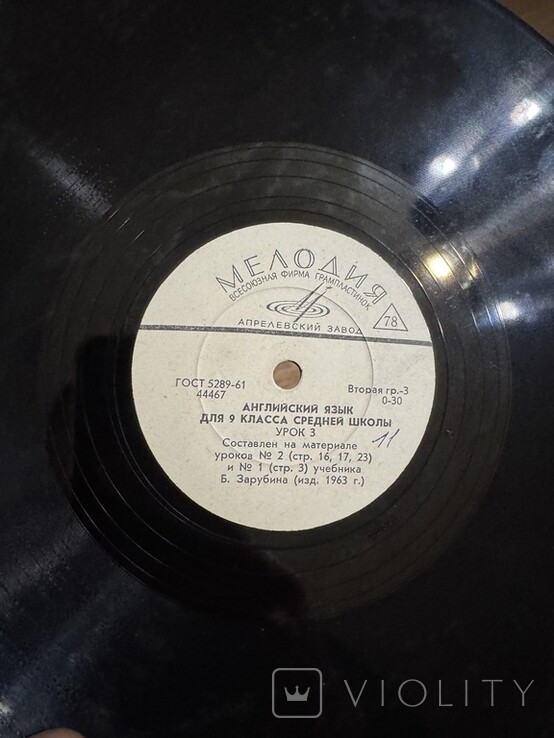 МЕЛОДИЯ
ВСЕСОЮЗНАЯ ФИРМА ГРАМПЛАСТИНОК
АПРЕЛЕВСКИЙ ЗАВОД
78
ГОСТ 5289-61
44467
Вторая гр.-3
0-30
АНГЛИЙСКИЙ ЯЗЫК
ДЛЯ 9 КЛАССА СРЕДНЕЙ ШКОЛЫ
УРОК 3
11
Составлен на материале
уроков № 2 (стр. 16, 17, 23)
и № 1 (стр. 3) учебника
Б. Зарубина (изд. 1963 г.)
VIOLITY